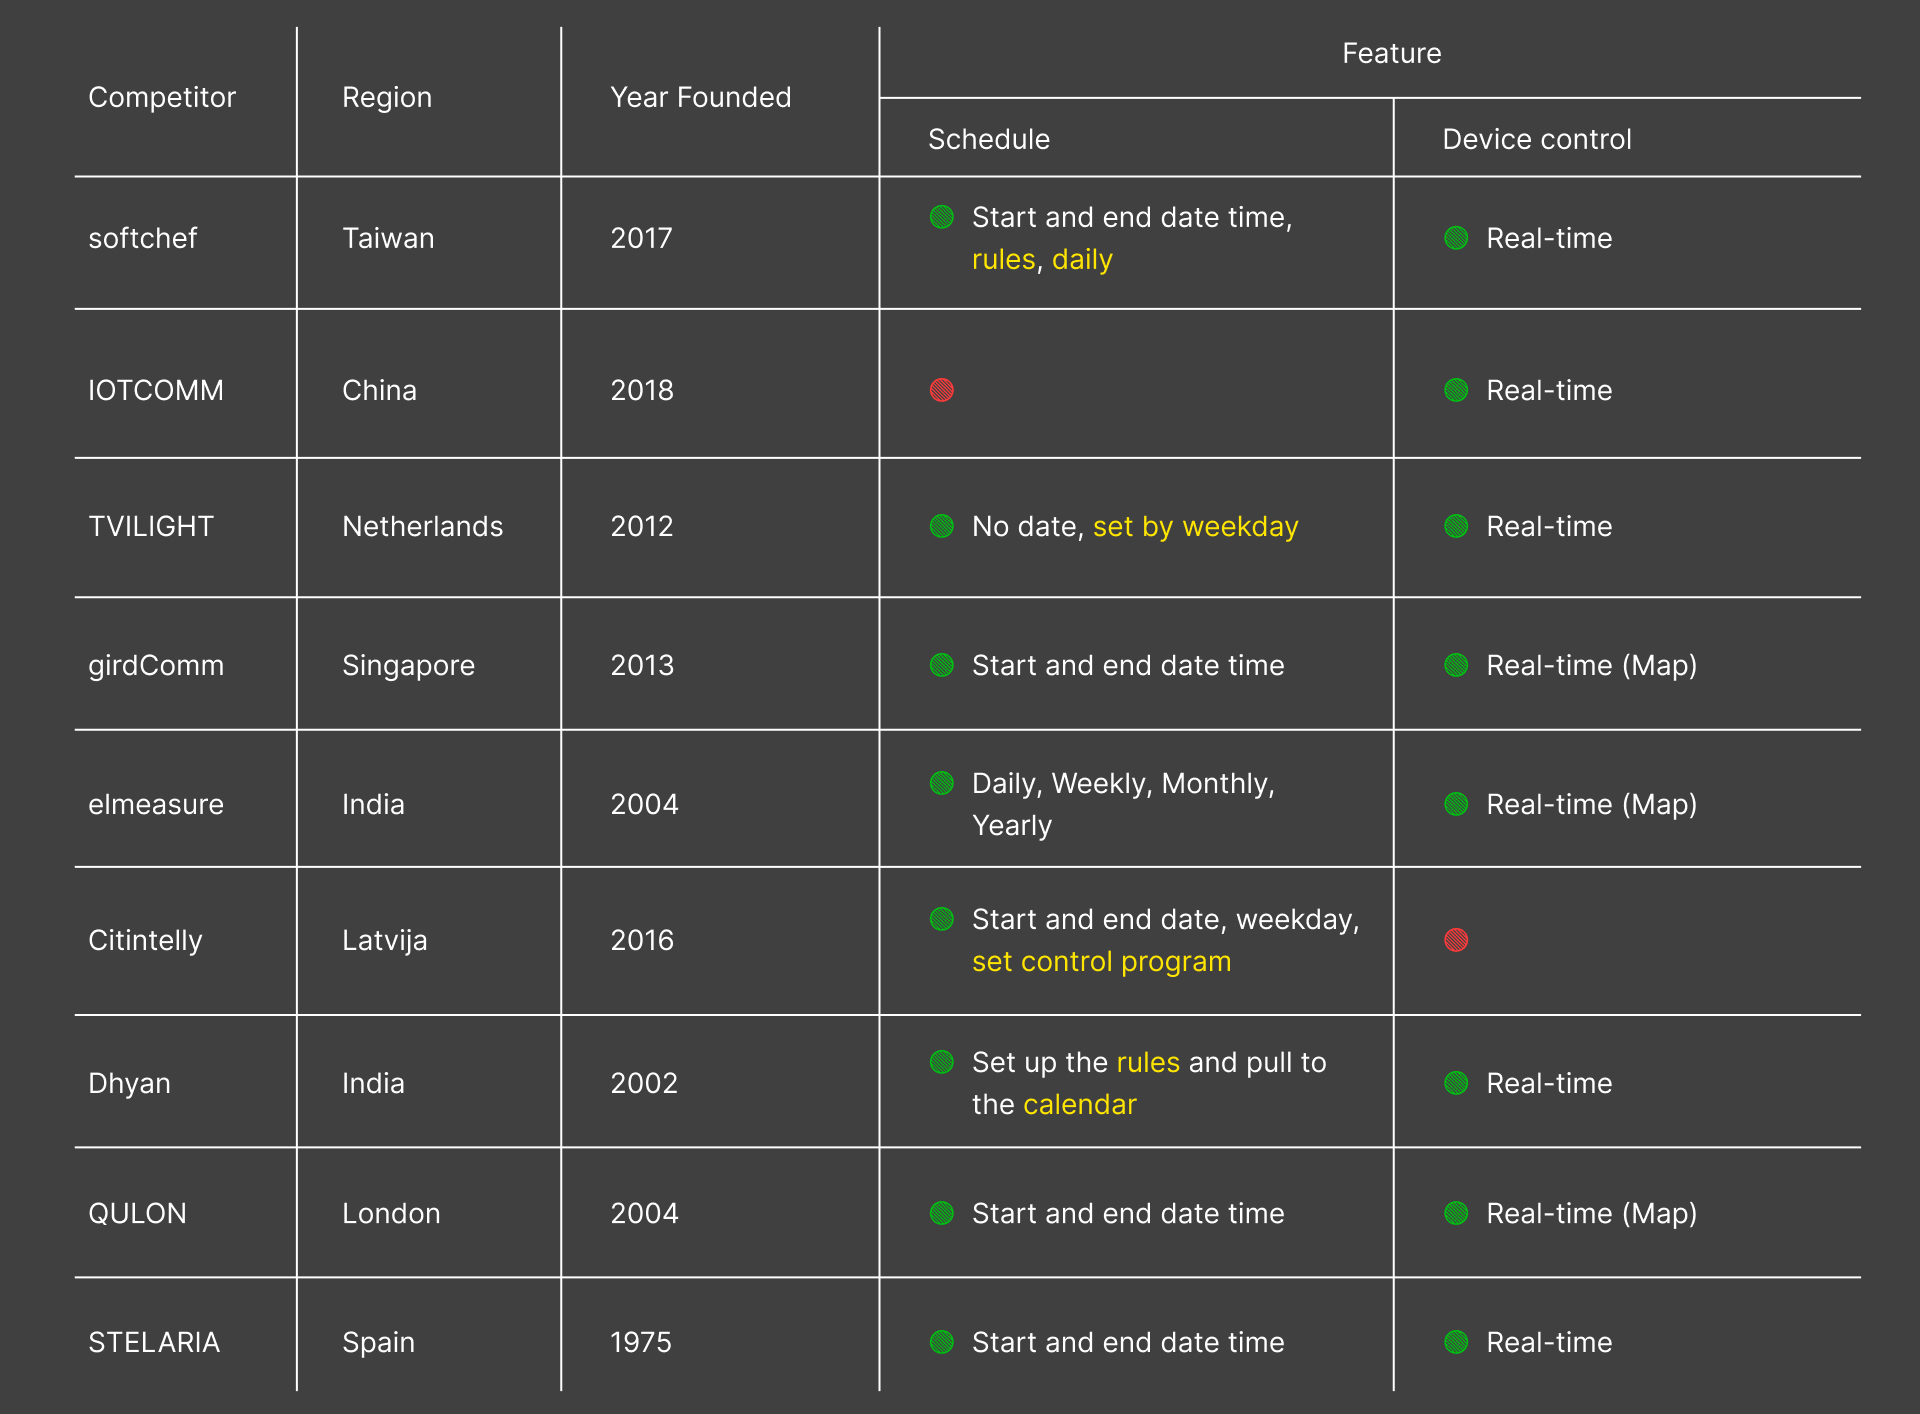 Feature
Competitor
Region
Year Founded
Schedule
Device control
softchef
Taiwan
2017
Start and end date time,
rules, daily
Real-time
IOTCOMM
China
2018
Real-time
TVILIGHT
Netherlands
2012
No date, set by weekday
Real-time
girdComm
Singapore
2013
Start and end date time
Real-time (Map)
elmeasure
India
2004
Daily, Weekly, Monthly,
Yearly
Real-time (Map)
Citintelly
Latvija
2016
Start and end date, weekday,
set control program
Dhyan
India
2002
Set up the rules and pull to
the calendar
Real-time
QULON
London
2004
Start and end date time
Real-time (Map)
STELARIA
Spain
1975
Start and end date time
Real-time